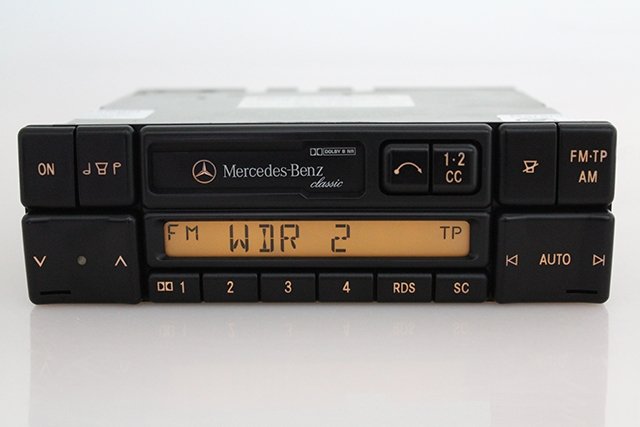 DOLBY B NR
ON
Mercedes-Benz
classic
1·2
CC
FM·TP
AM
FM WDR 2 TP
AUTO
1 2 3 4 RDS SC